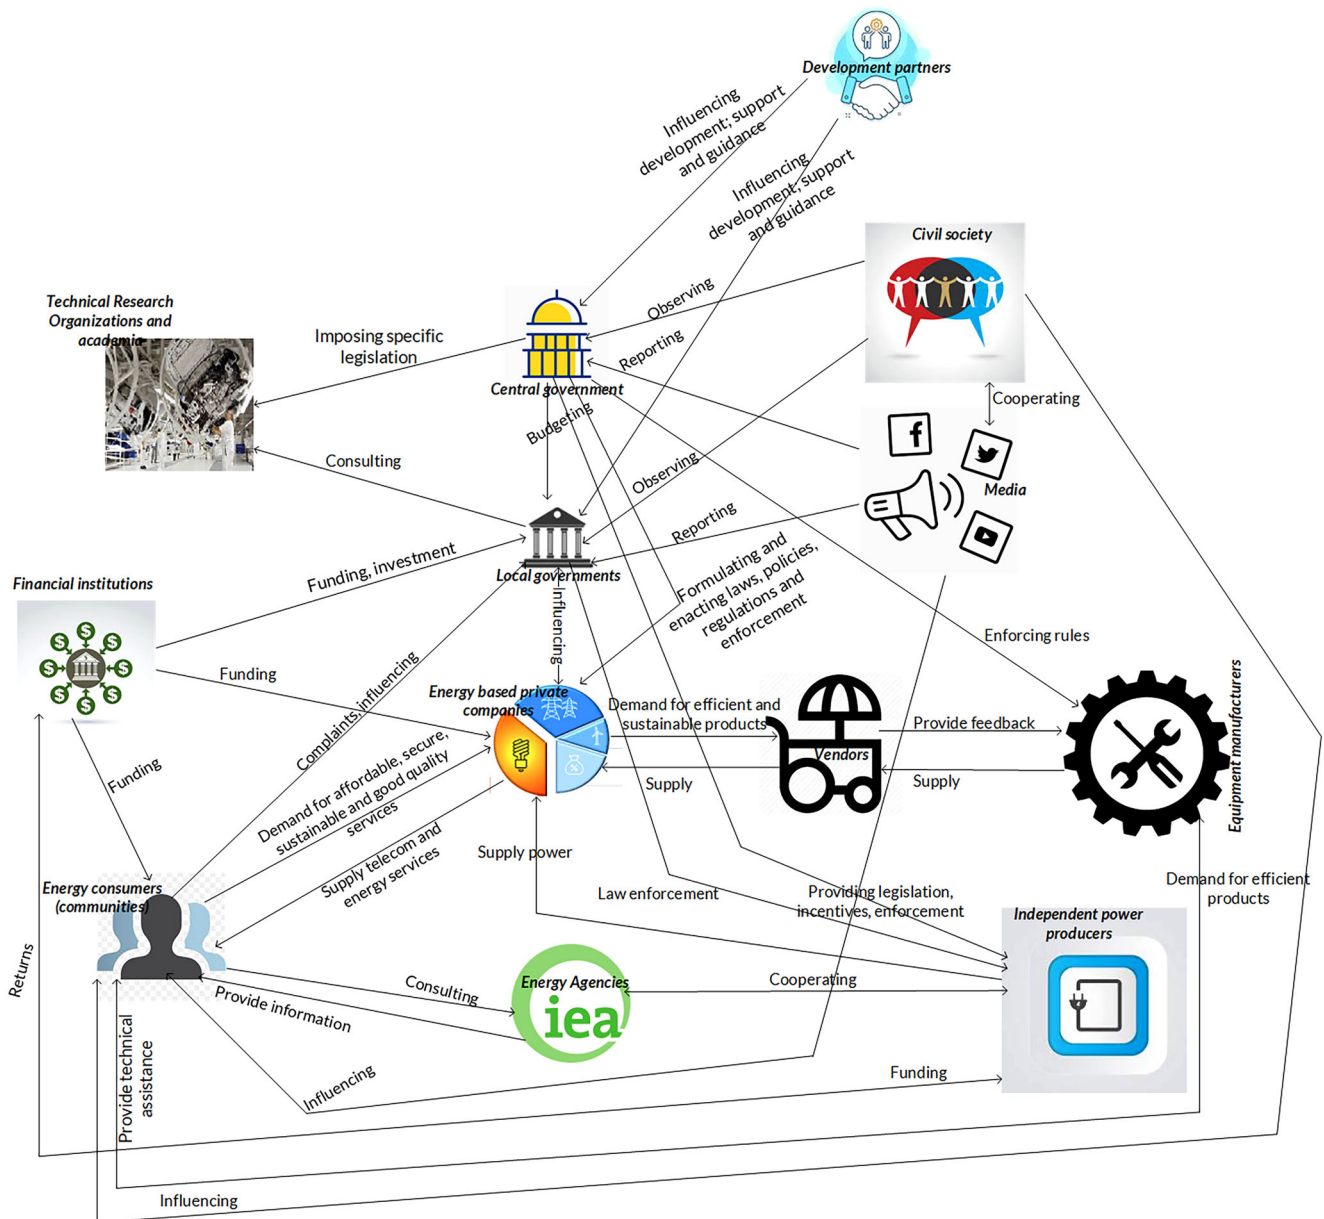 Development partners
Influencing
development; support
and guidance
Influencing
development; support
and guidance
Civil society
Observing
Technical Research
Organizations and
academia
Imposing specific
legislation
Reporting
Central government
Cooperating
Budgeting
f
Consulting
Observing
Media
Reporting
Funding, investment
Formulating and
enacting laws, policies,
regulations and
enforcement
Local governments
Financial institutions
Influencing
Enforcing rules
Funding
Complaints, influencing
Energy based private
companies
Demand for efficient and
sustainable products
Provide feedback
Equipment manufacturers
Vendors
Funding
Demand for affordable, secure,
sustainable and good quality
services
Supply
Supply
Supply telecom and
energy services
Supply power
Energy consumers
(communities)
Law enforcement
Providing legislation,
incentives, enforcement
Demand for efficient
products
Independent power
producers
Returns
Consulting
Energy Agencies
iea
Cooperating
Provide information
Provide technical
assistance
Influencing
Funding
Influencing